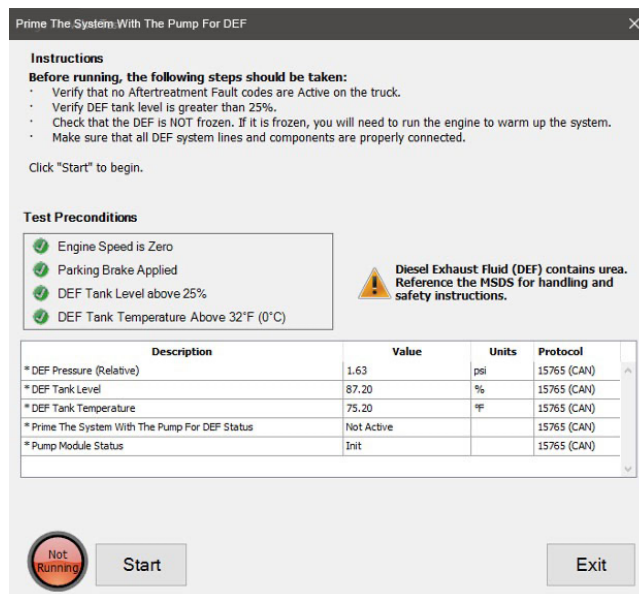 Prime The System With The Pump For DEF
Instructions
Before running, the following steps should be taken:
· Verify that no Aftertreatment Fault codes are Active on the truck.
· Verify DEF tank level is greater than 25%.
· Check that the DEF is NOT frozen. If it is frozen, you will need to run the engine to warm up the system.
· Make sure that all DEF system lines and components are properly connected.
Click "Start" to begin.
Test Preconditions
Engine Speed is Zero
Parking Brake Applied
DEF Tank Level above 25%
DEF Tank Temperature Above 32°F (0°C)
Diesel Exhaust Fluid (DEF) contains urea.
Reference the MSDS for handling and
safety instructions.
Description Value Units Protocol
* DEF Pressure (Relative) 1.63 psi 15765 (CAN)
* DEF Tank Level 87.20 % 15765 (CAN)
* DEF Tank Temperature 75.20 °F 15765 (CAN)
* Prime The System With The Pump For DEF Status Not Active 15765 (CAN)
* Pump Module Status Init 15765 (CAN)
Not
Running
Start
Exit